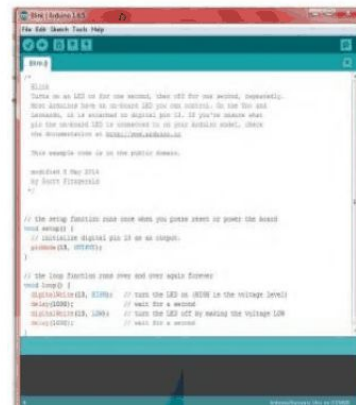 Blink | Arduino 1.6.5
File Edit Sketch Tools Help
Blink §
/*
Blink
Turns on an LED on for one second, then off for one second, repeatedly.
Most Arduinos have an on-board LED you can control. On the Uno and
Leonardo, it is attached to digital pin 13. If you're unsure what
pin the on-board LED is connected to on your Arduino model, check
the documentation at http://www.arduino.cc
This example code is in the public domain.
modified 8 May 2014
by Scott Fitzgerald
*/
// the setup function runs once when you press reset or power the board
void setup() {
// initialize digital pin 13 as an output.
pinMode(13, OUTPUT);
}
// the loop function runs over and over again forever
void loop() {
digitalWrite(13, HIGH); // turn the LED on (HIGH is the voltage level)
delay(1000); // wait for a second
digitalWrite(13, LOW); // turn the LED off by making the voltage LOW
delay(1000); // wait for a second
}